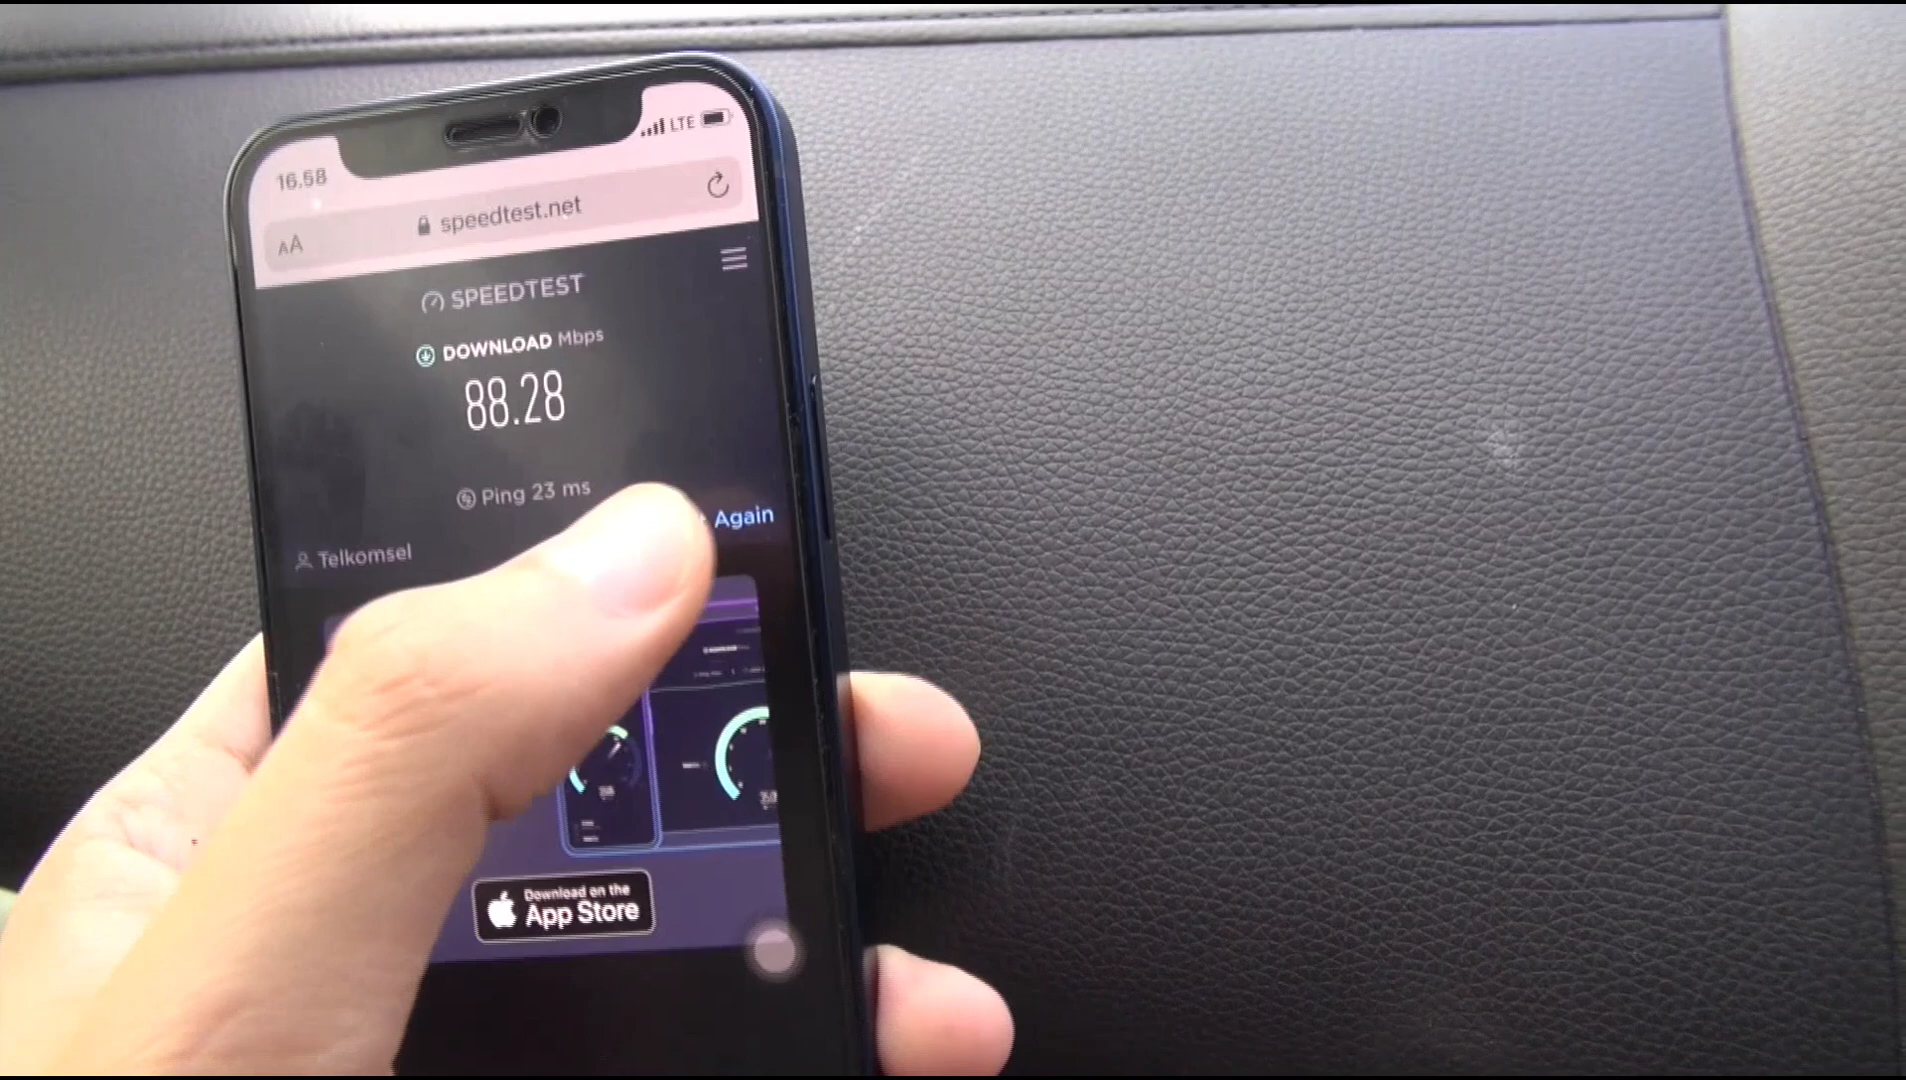 16.58
LTE
AA speedtest.net
SPEEDTEST
DOWNLOAD Mbps
88.28
Ping 23 ms
Again
Telkomsel
Download on the
App Store